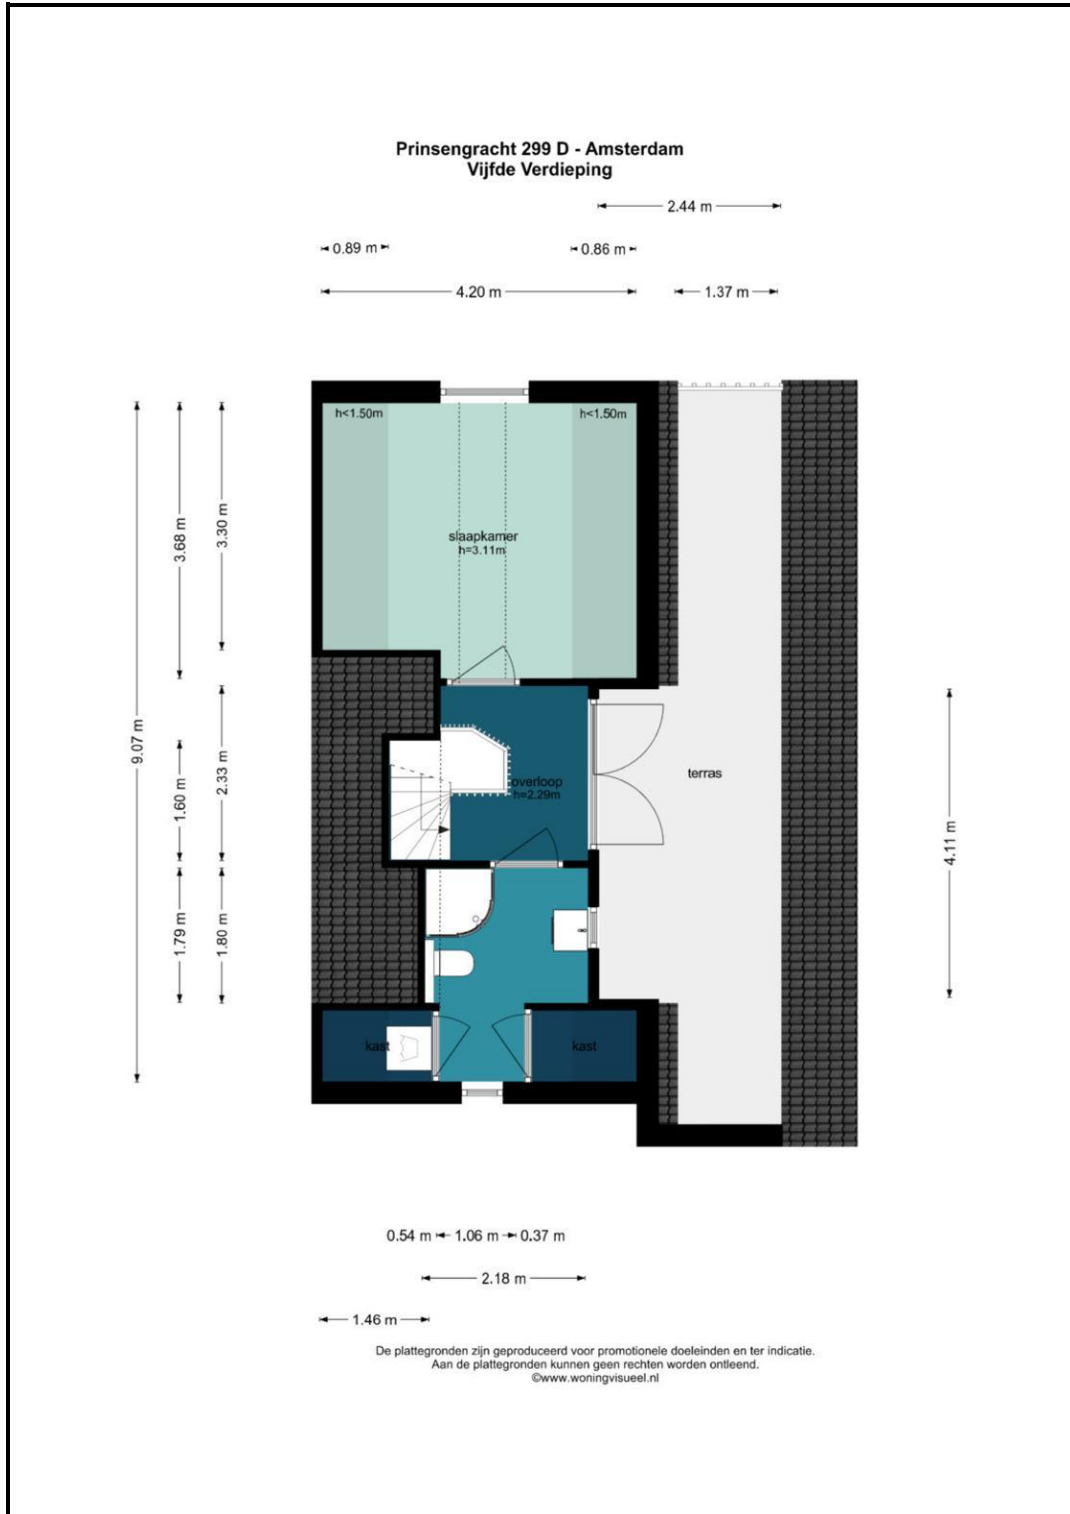 Prinsengracht 299 D - Amsterdam
Vijfde Verdieping
2.44 m
0.89 m
0.86 m
4.20 m
1.37 m
h<1.50m
h<1.50m
slaapkamer
h=3.11m
3.30 m
3.68 m
9.07 m
2.33 m
1.60 m
overloop
h=2.29m
terras
4.11 m
1.79 m
1.80 m
kast
kast
0.54 m
1.06 m
0.37 m
2.18 m
1.46 m
De plattegronden zijn geproduceerd voor promotionele doeleinden en ter indicatie.
Aan de plattegronden kunnen geen rechten worden ontleend.
©www.woningvisueel.nl